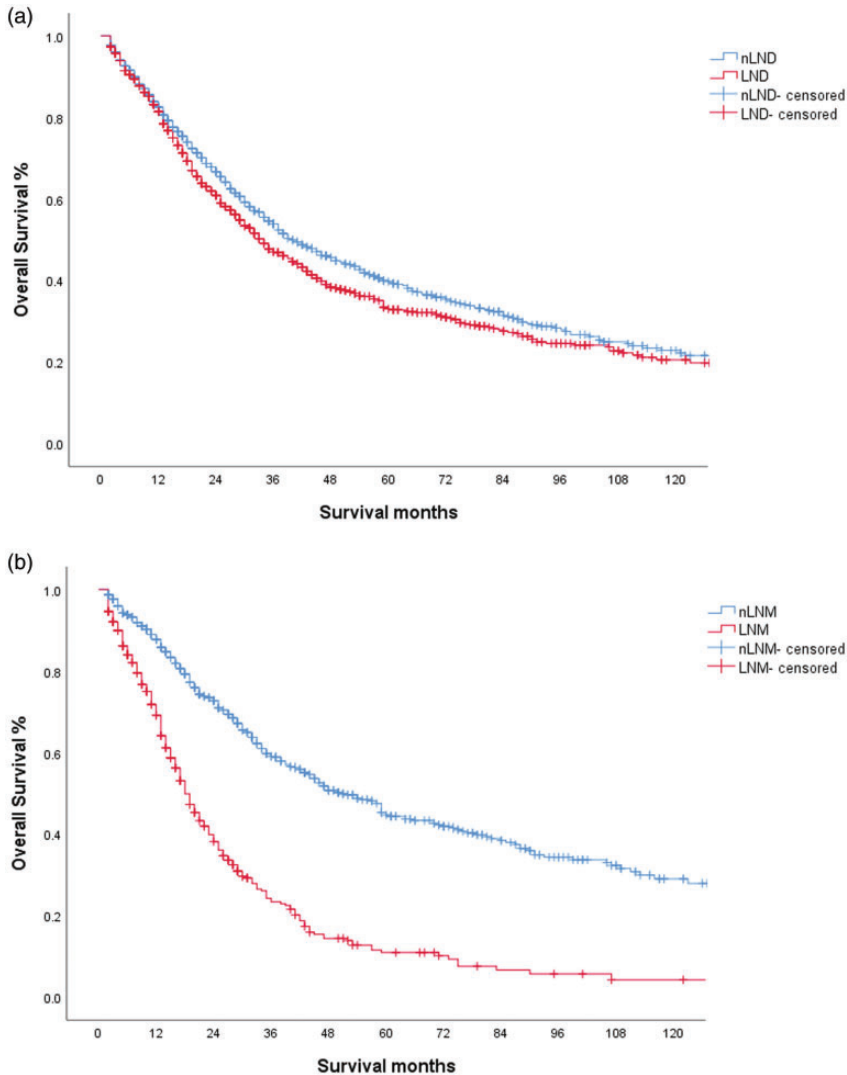 (a)
1.0
0.8
0.6
0.4
0.2
0.0
Overall Survival %
nLND
LND
nLND- censored
LND- censored
0 12 24 36 48 60 72 84 96 108 120
Survival months
(b)
1.0
0.8
0.6
0.4
0.2
0.0
Overall Survival %
nLNM
LNM
nLNM- censored
LNM- censored
0 12 24 36 48 60 72 84 96 108 120
Survival months